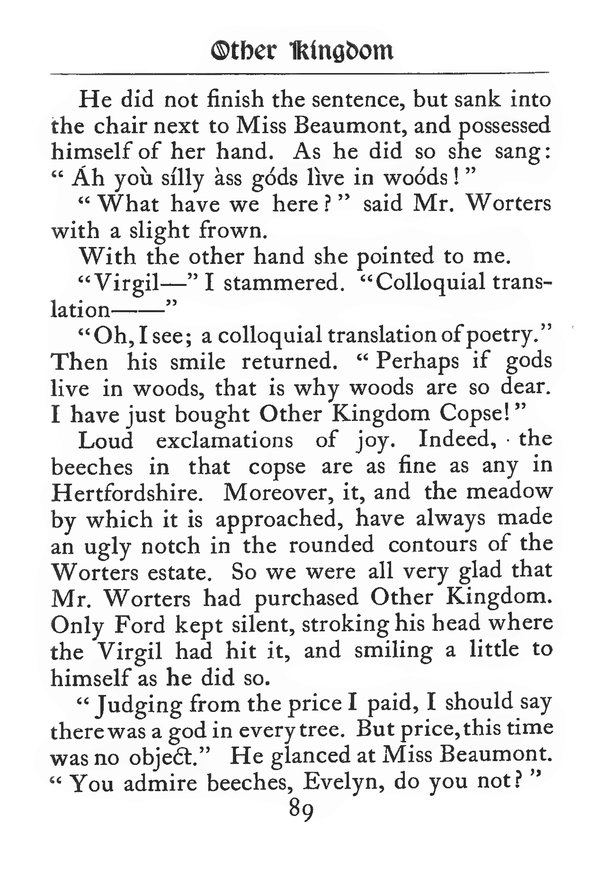 Other Kingdom
He did not finish the sentence, but sank into
the chair next to Miss Beaumont, and possessed
himself of her hand. As he did so she sang:
“ Áh yoù sílly àss góds lìve in woóds! ”
“ What have we here? ” said Mr. Worters
with a slight frown.
With the other hand she pointed to me.
“Virgil—” I stammered. “Colloquial trans-
lation——”
“Oh, I see; a colloquial translation of poetry.”
Then his smile returned. “ Perhaps if gods
live in woods, that is why woods are so dear.
I have just bought Other Kingdom Copse! ”
Loud exclamations of joy. Indeed, the
beeches in that copse are as fine as any in
Hertfordshire. Moreover, it, and the meadow
by which it is approached, have always made
an ugly notch in the rounded contours of the
Worters estate. So we were all very glad that
Mr. Worters had purchased Other Kingdom.
Only Ford kept silent, stroking his head where
the Virgil had hit it, and smiling a little to
himself as he did so.
“ Judging from the price I paid, I should say
there was a god in every tree. But price, this time
was no object.” He glanced at Miss Beaumont.
“ You admire beeches, Evelyn, do you not? ”
89